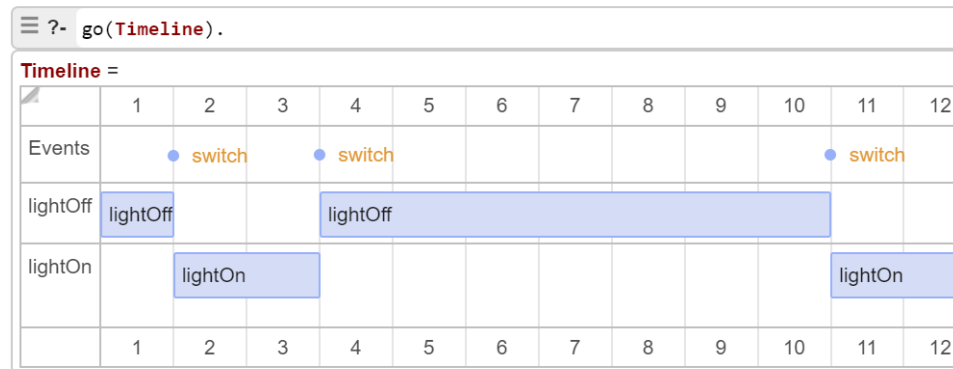 ?- go(Timeline).
Timeline =
1 2 3 4 5 6 7 8 9 10 11 12
Events switch switch switch
lightOff lightOff lightOff
lightOn lightOn lightOn
1 2 3 4 5 6 7 8 9 10 11 12